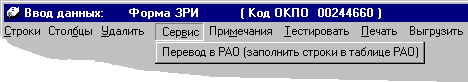 Ввод данных: Форма ЗРИ ( Код ОКПО 00244660 )
Строки Столбцы Удалить Сервис Примечания Тестировать Печать Выгрузить
Перевод в РАО (заполнить строки в таблице РАО)